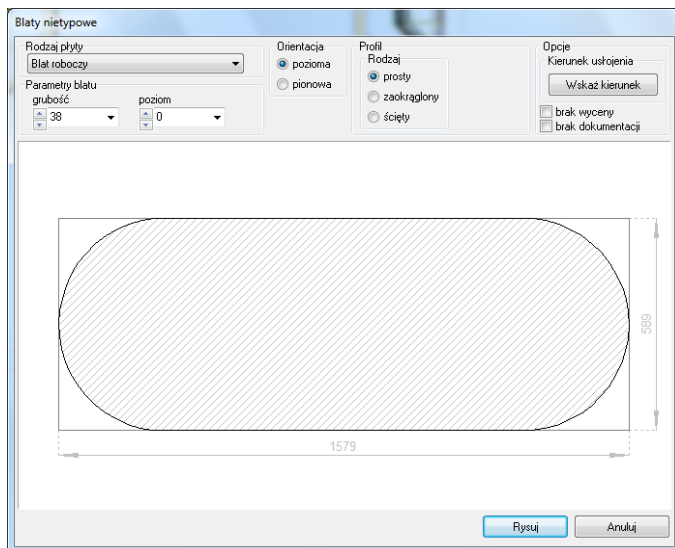 Blaty nietypowe
Rodzaj płyty
Blat roboczy
Parametry blatu
grubość
poziom
38
0
Orientacja
pozioma
pionowa
Profil
Rodzaj
prosty
zaokrąglony
ścięty
Opcje
Kierunek usłojenia
Wskaż kierunek
brak wyceny
brak dokumentacji
589
1579
Rysuj
Anuluj